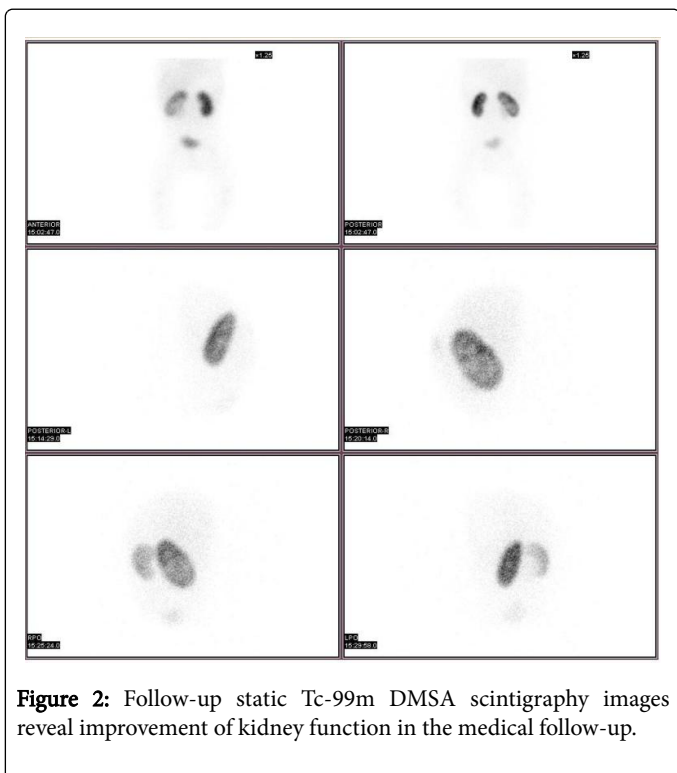 ×1.25
×1.25
ANTERIOR
15:02:47.0
POSTERIOR
15:02:47.0
POSTERIOR-L
15:14:29.0
POSTERIOR-R
15:20:14.0
RPO
15:25:24.0
LPO
15:29:58.0
Figure 2: Follow-up static Tc-99m DMSA scintigraphy images
reveal improvement of kidney function in the medical follow-up.